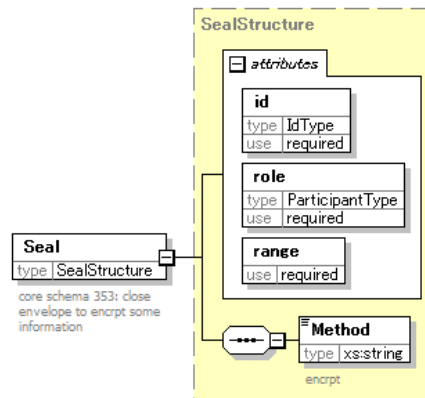 SealStructure
attributes
id
type IdType
use required
role
type ParticipantType
use required
range
use required
Seal
type SealStructure
core schema 353: close
envelope to encrpt some
information
Method
type xs:string
encrpt